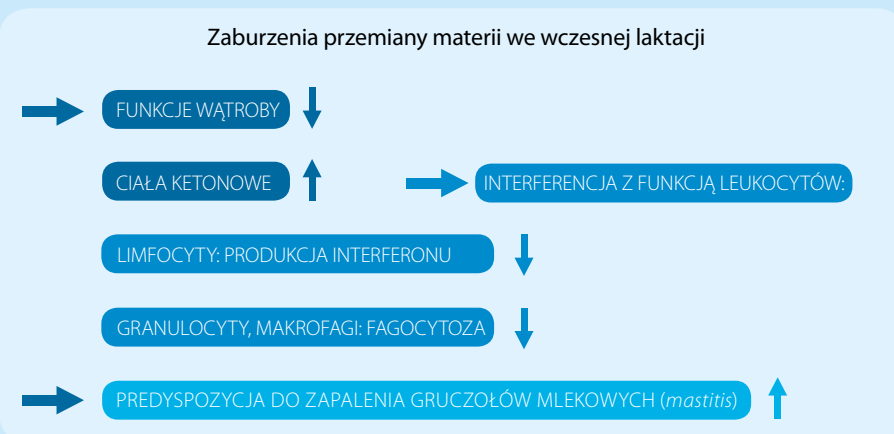 Zaburzenia przemiany materii we wczesnej laktacji
FUNKCJE WĄTROBY
CIAŁA KETONOWE
INTERFERENCJA Z FUNKCJĄ LEUKOCYTÓW:
LIMFOCYTY: PRODUKCJA INTERFERONU
GRANULOCYTY, MAKROFAGI: FAGOCYTOZA
PREDYSPOZYCJA DO ZAPALENIA GRUCZOŁÓW MLEKOWYCH (mastitis)